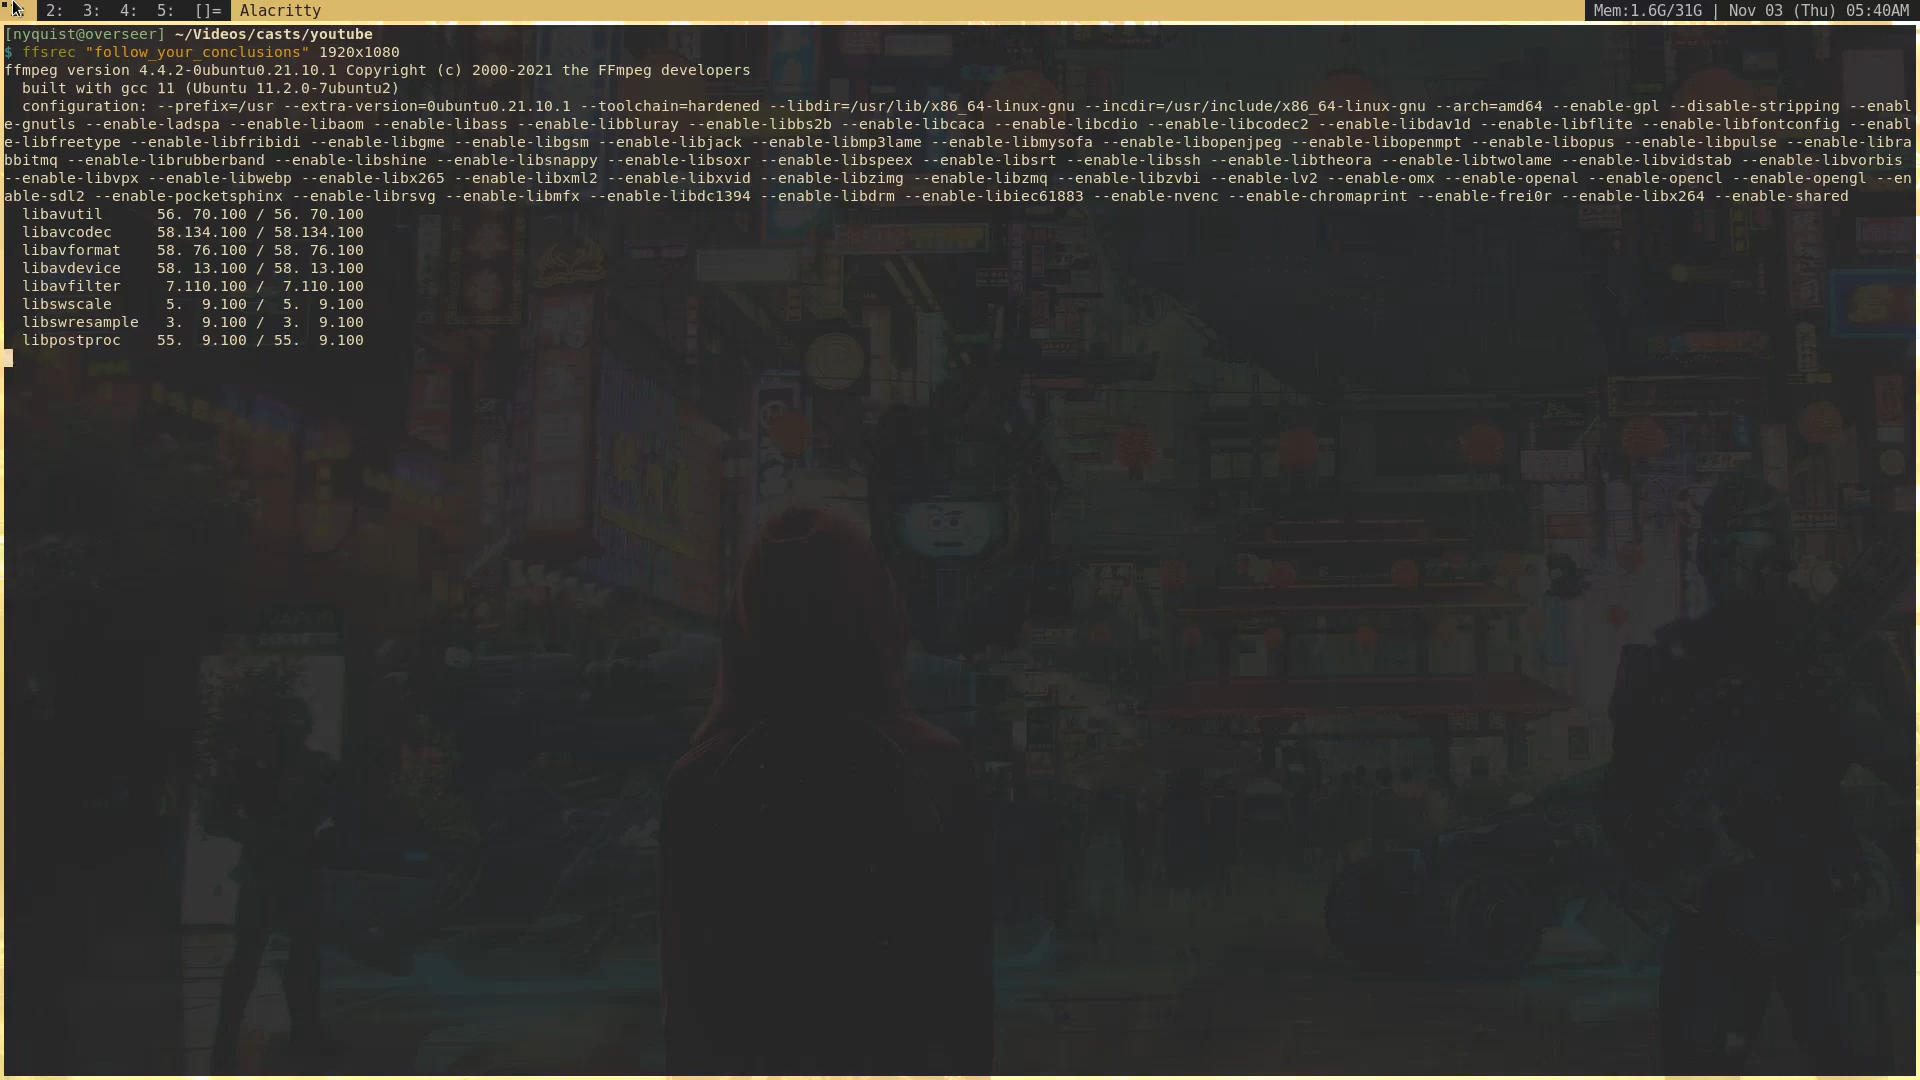 2: 3: 4: 5: []= Alacritty Mem:1.6G/31G | Nov 03 (Thu) 05:40AM
[nyquist@overseer] ~/Videos/casts/youtube
$ ffsrec "follow_your_conclusions" 1920x1080
ffmpeg version 4.4.2-0ubuntu0.21.10.1 Copyright (c) 2000-2021 the FFmpeg developers
  built with gcc 11 (Ubuntu 11.2.0-7ubuntu2)
  configuration: --prefix=/usr --extra-version=0ubuntu0.21.10.1 --toolchain=hardened --libdir=/usr/lib/x86_64-linux-gnu --incdir=/usr/include/x86_64-linux-gnu --arch=amd64 --enable-gpl --disable-stripping --enabl
e-gnutls --enable-ladspa --enable-libaom --enable-libass --enable-libbluray --enable-libbs2b --enable-libcaca --enable-libcdio --enable-libcodec2 --enable-libdav1d --enable-libflite --enable-libfontconfig --enabl
e-libfreetype --enable-libfribidi --enable-libgme --enable-libgsm --enable-libjack --enable-libmp3lame --enable-libmysofa --enable-libopenjpeg --enable-libopenmpt --enable-libopus --enable-libpulse --enable-libra
bbitmq --enable-librubberband --enable-libshine --enable-libsnappy --enable-libsoxr --enable-libspeex --enable-libsrt --enable-libssh --enable-libtheora --enable-libtwolame --enable-libvidstab --enable-libvorbis
--enable-libvpx --enable-libwebp --enable-libx265 --enable-libxml2 --enable-libxvid --enable-libzimg --enable-libzmq --enable-libzvbi --enable-lv2 --enable-omx --enable-openal --enable-opencl --enable-opengl --en
able-sdl2 --enable-pocketsphinx --enable-librsvg --enable-libmfx --enable-libdc1394 --enable-libdrm --enable-libiec61883 --enable-nvenc --enable-chromaprint --enable-frei0r --enable-libx264 --enable-shared
  libavutil      56. 70.100 / 56. 70.100
  libavcodec     58.134.100 / 58.134.100
  libavformat    58. 76.100 / 58. 76.100
  libavdevice    58. 13.100 / 58. 13.100
  libavfilter     7.110.100 /  7.110.100
  libswscale      5.  9.100 /  5.  9.100
  libswresample   3.  9.100 /  3.  9.100
  libpostproc    55.  9.100 / 55.  9.100